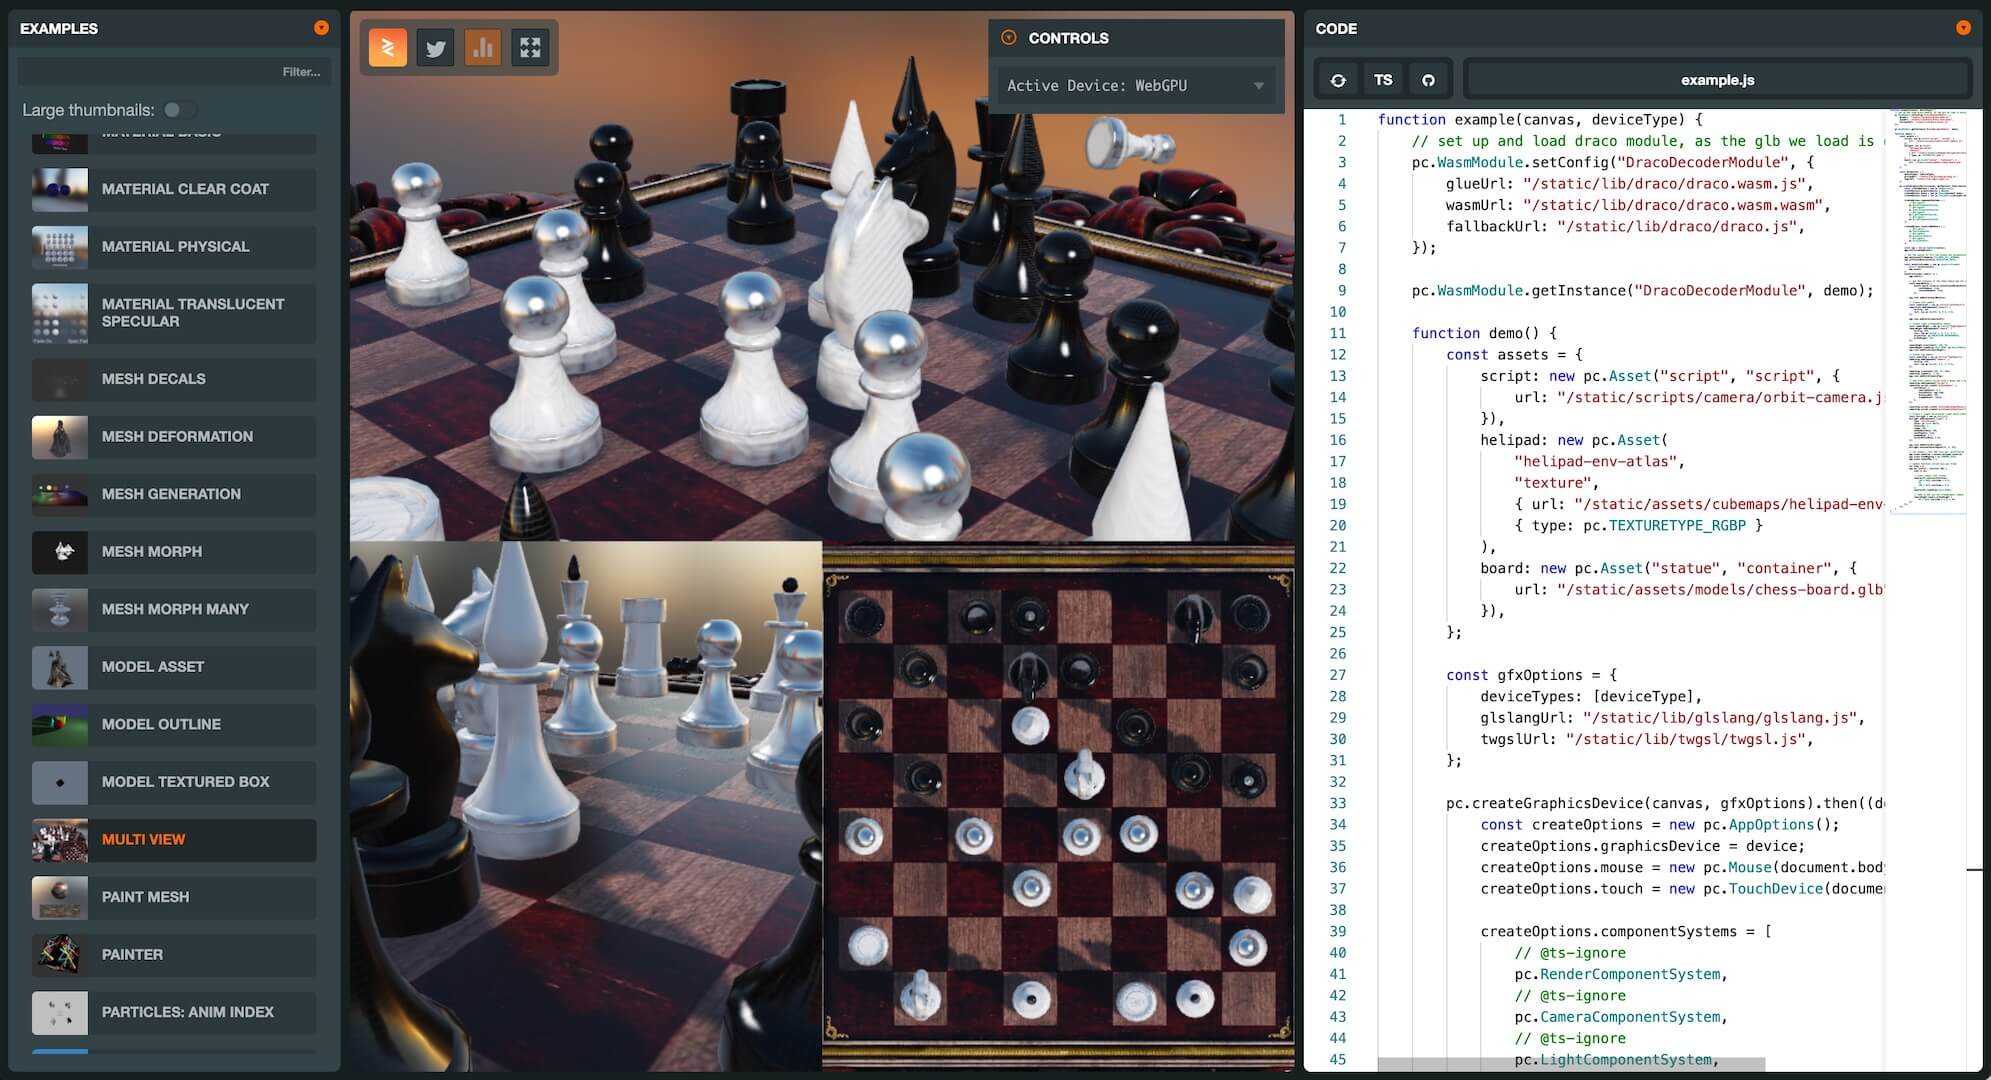 EXAMPLES
Filter...
Large thumbnails:
MATERIAL BASIC
MATERIAL CLEAR COAT
MATERIAL PHYSICAL
MATERIAL TRANSLUCENT
SPECULAR
MESH DECALS
MESH DEFORMATION
MESH GENERATION
MESH MORPH
MESH MORPH MANY
MODEL ASSET
MODEL OUTLINE
MODEL TEXTURED BOX
MULTI VIEW
PAINT MESH
PAINTER
PARTICLES: ANIM INDEX
CONTROLS
Active Device: WebGPU
CODE
TS
example.js
1 function example(canvas, deviceType) {
2 // set up and load draco module, as the glb we load is
3 pc.WasmModule.setConfig("DracoDecoderModule", {
4 glueUrl: "/static/lib/draco/draco.wasm.js",
5 wasmUrl: "/static/lib/draco/draco.wasm.wasm",
6 fallbackUrl: "/static/lib/draco/draco.js",
7 });
8
9 pc.WasmModule.getInstance("DracoDecoderModule", demo);
10
11 function demo() {
12 const assets = {
13 script: new pc.Asset("script", "script", {
14 url: "/static/scripts/camera/orbit-camera.j
15 }),
16 helipad: new pc.Asset(
17 "helipad-env-atlas",
18 "texture",
19 { url: "/static/assets/cubemaps/helipad-env-
20 { type: pc.TEXTURETYPE_RGBP }
21 ),
22 board: new pc.Asset("statue", "container", {
23 url: "/static/assets/models/chess-board.glb"
24 }),
25 };
26
27 const gfxOptions = {
28 deviceTypes: [deviceType],
29 glslangUrl: "/static/lib/glslang/glslang.js",
30 twgslUrl: "/static/lib/twgsl/twgsl.js",
31 };
32
33 pc.createGraphicsDevice(canvas, gfxOptions).then((d
34 const createOptions = new pc.AppOptions();
35 createOptions.graphicsDevice = device;
36 createOptions.mouse = new pc.Mouse(document.body
37 createOptions.touch = new pc.TouchDevice(docume
38
39 createOptions.componentSystems = [
40 // @ts-ignore
41 pc.RenderComponentSystem,
42 // @ts-ignore
43 pc.CameraComponentSystem,
44 // @ts-ignore
45 pc.LightComponentSystem,